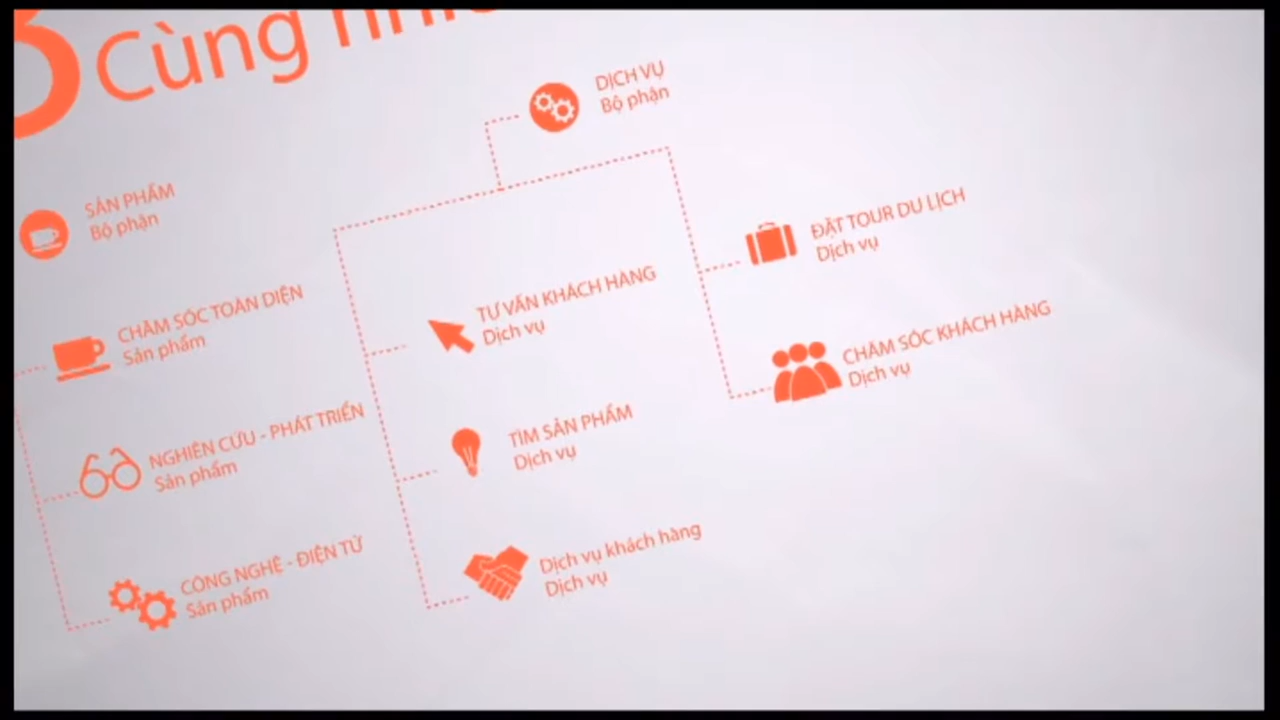 Cùng
SẢN PHẨM
Bộ phận
CHĂM SÓC TOÀN DIỆN
Sản phẩm
NGHIÊN CỨU - PHÁT TRIỂN
Sản phẩm
CÔNG NGHỆ - ĐIỆN TỬ
Sản phẩm
DỊCH VỤ
Bộ phận
TƯ VẤN KHÁCH HÀNG
Dịch vụ
TÌM SẢN PHẨM
Dịch vụ
Dịch vụ khách hàng
Dịch vụ
ĐẶT TOUR DU LỊCH
Dịch vụ
CHĂM SÓC KHÁCH HÀNG
Dịch vụ